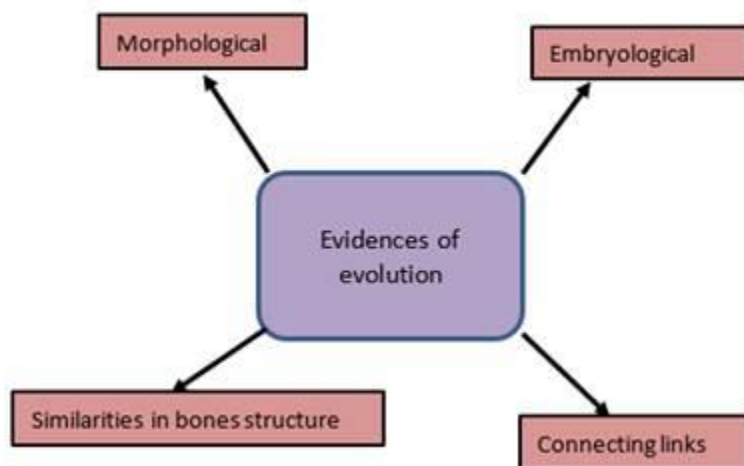 Morphological
Embryological
Evidences of
evolution
Similarities in bones structure
Connecting links